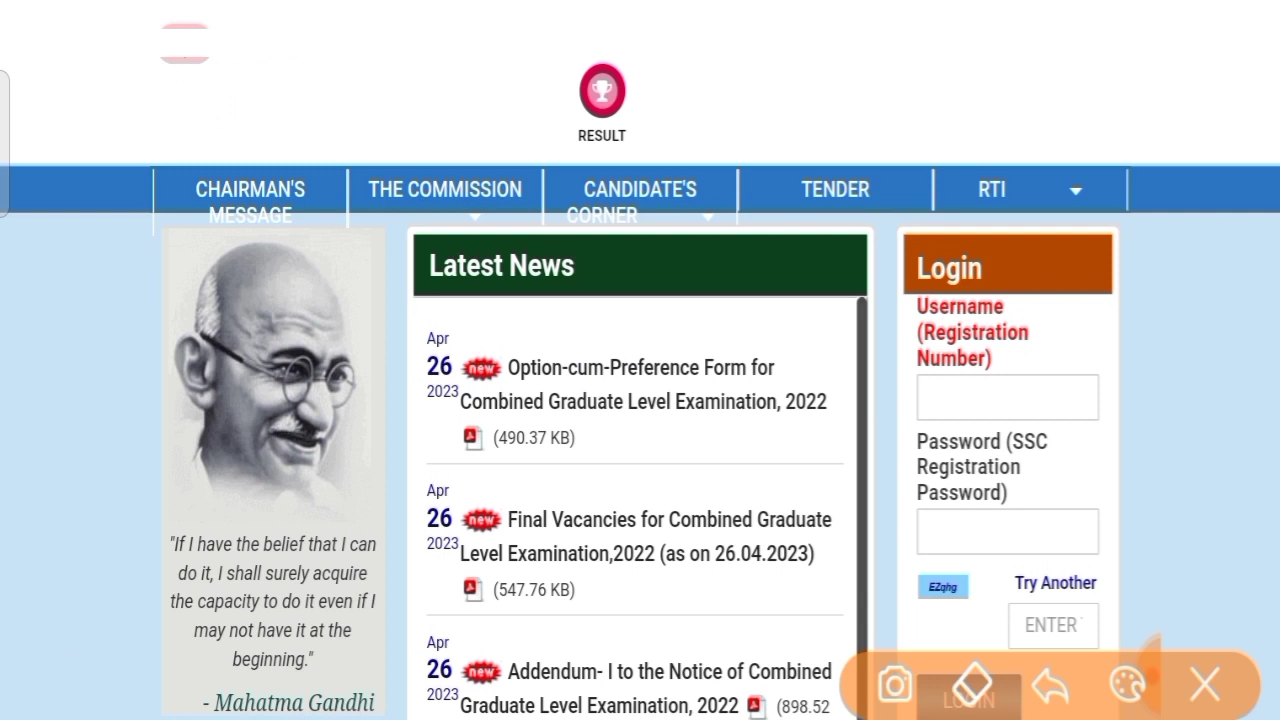 RESULT
CHAIRMAN'S
MESSAGE
THE COMMISSION
CANDIDATE'S
CORNER
TENDER
RTI
"If I have the belief that I can
do it, I shall surely acquire
the capacity to do it even if I
may not have it at the
beginning."
- Mahatma Gandhi
Latest News
Apr
26
2023
new Option-cum-Preference Form for
Combined Graduate Level Examination, 2022
(490.37 KB)
Apr
26
2023
new Final Vacancies for Combined Graduate
Level Examination,2022 (as on 26.04.2023)
(547.76 KB)
Apr
26
2023
new Addendum- I to the Notice of Combined
Graduate Level Examination, 2022 (898.52
Login
Username
(Registration
Number)
Password (SSC
Registration
Password)
EZqhg
Try Another
ENTER
LOGIN